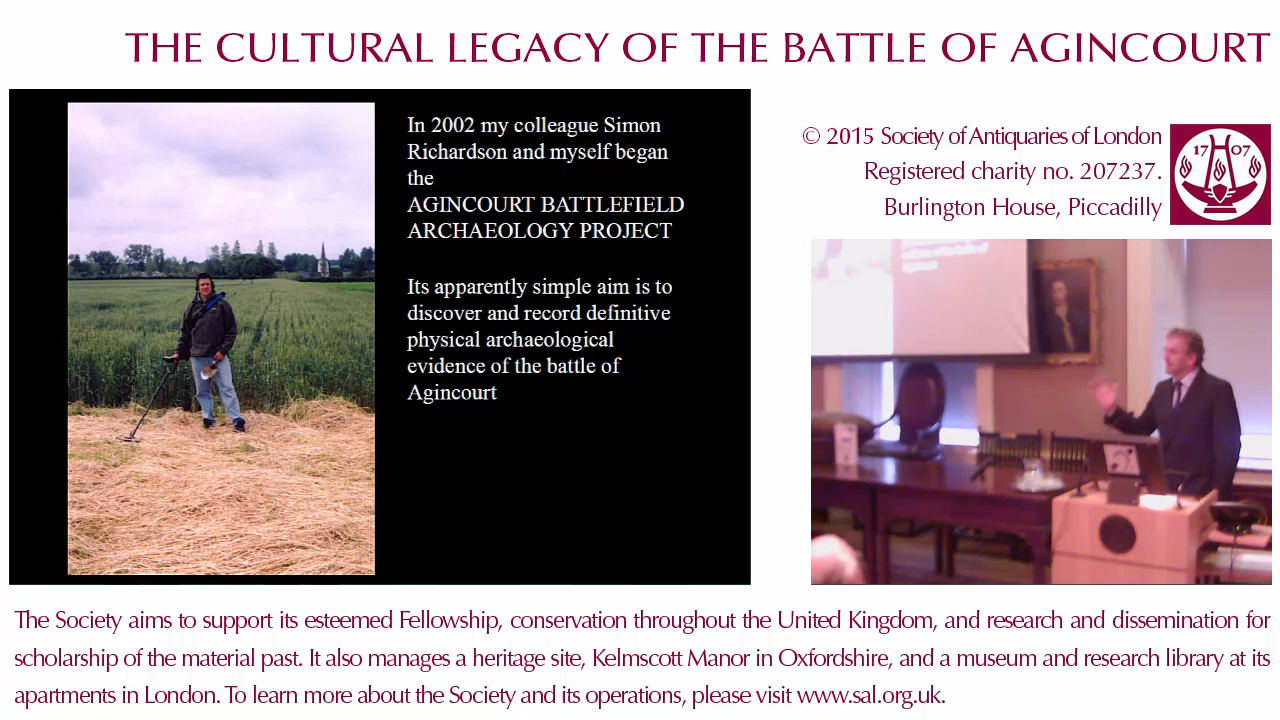 THE CULTURAL LEGACY OF THE BATTLE OF AGINCOURT
In 2002 my colleague Simon
Richardson and myself began
the
AGINCOURT BATTLEFIELD
ARCHAEOLOGY PROJECT
Its apparently simple aim is to
discover and record definitive
physical archaeological
evidence of the battle of
Agincourt
© 2015 Society of Antiquaries of London
Registered charity no. 207237.
Burlington House, Piccadilly
17 07
The Society aims to support its esteemed Fellowship, conservation throughout the United Kingdom, and research and dissemination for
scholarship of the material past. It also manages a heritage site, Kelmscott Manor in Oxfordshire, and a museum and research library at its
apartments in London. To learn more about the Society and its operations, please visit www.sal.org.uk.